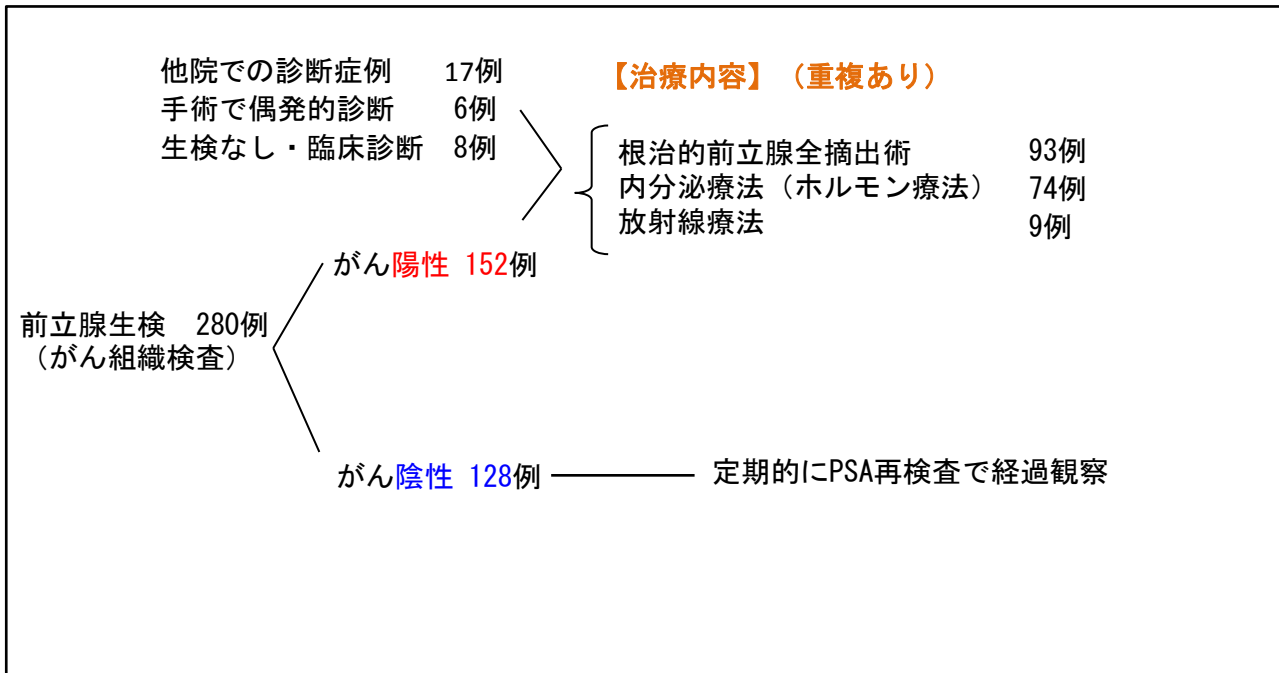 他院での診断症例 17例
手術で偶発的診断 6例
生検なし・臨床診断 8例
【治療内容】（重複あり）
根治的前立腺全摘出術 93例
内分泌療法（ホルモン療法） 74例
放射線療法 9例
がん陽性 152例
前立腺生検 280例
（がん組織検査）
がん陰性 128例
定期的にPSA再検査で経過観察